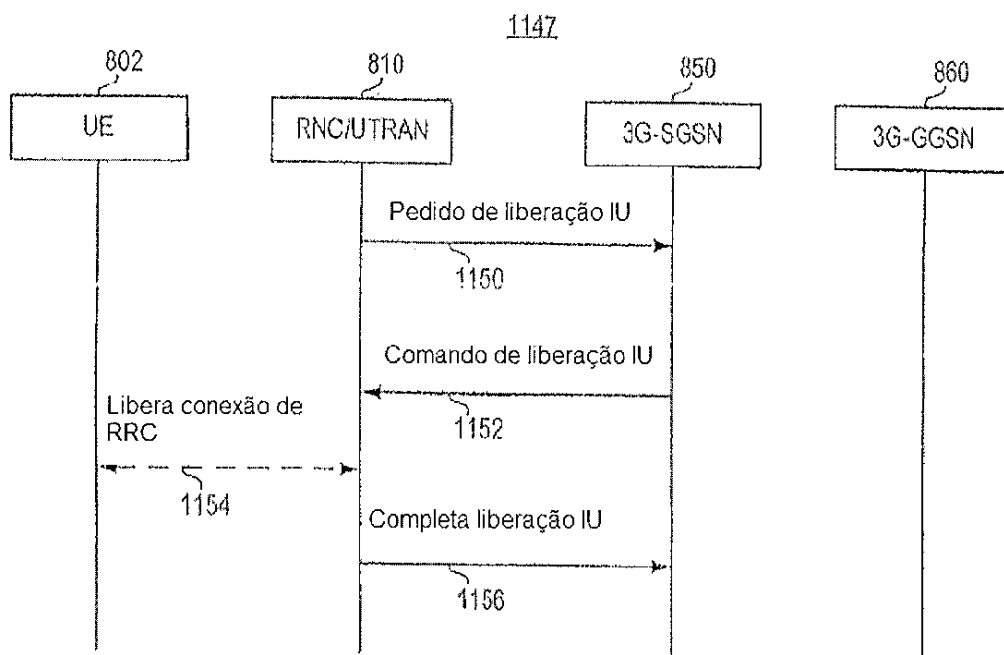 1147
802
810
850
860
UE
RNC/UTRAN
3G-SGSN
3G-GGSN
Pedido de liberação IU
1150
Comando de liberação IU
1152
Libera conexão de
RRC
1154
Completa liberação IU
1156